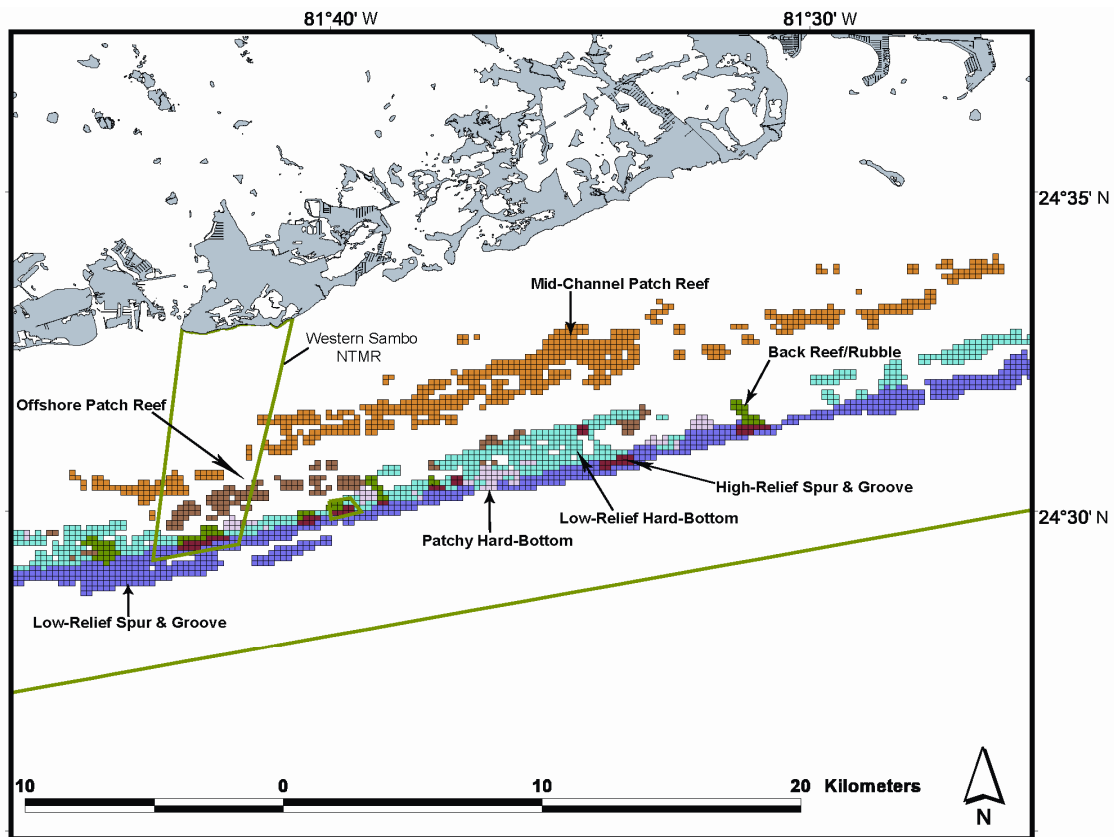 81°40' W
81°30' W
24°35' N
Mid-Channel Patch Reef
Western Sambo
NTMR
Back Reef/Rubble
Offshore Patch Reef
High-Relief Spur & Groove
24°30' N
Low-Relief Hard-Bottom
Patchy Hard-Bottom
Low-Relief Spur & Groove
10 0 10 20 Kilometers
N